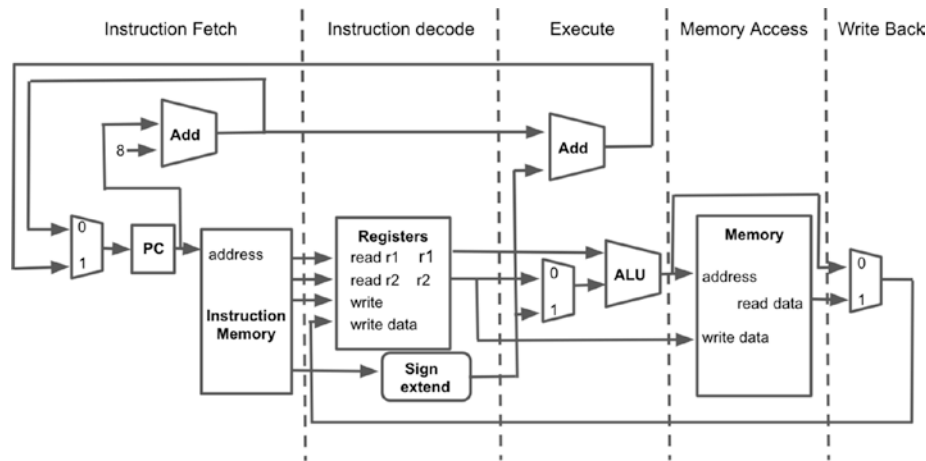 Instruction Fetch
Instruction decode
Execute
Memory Access
Write Back
Add
8
Add
0
1
PC
address
Instruction
Memory
Registers
read r1 r1
read r2 r2
write
write data
Sign
extend
0
1
ALU
Memory
address
read data
write data
0
1